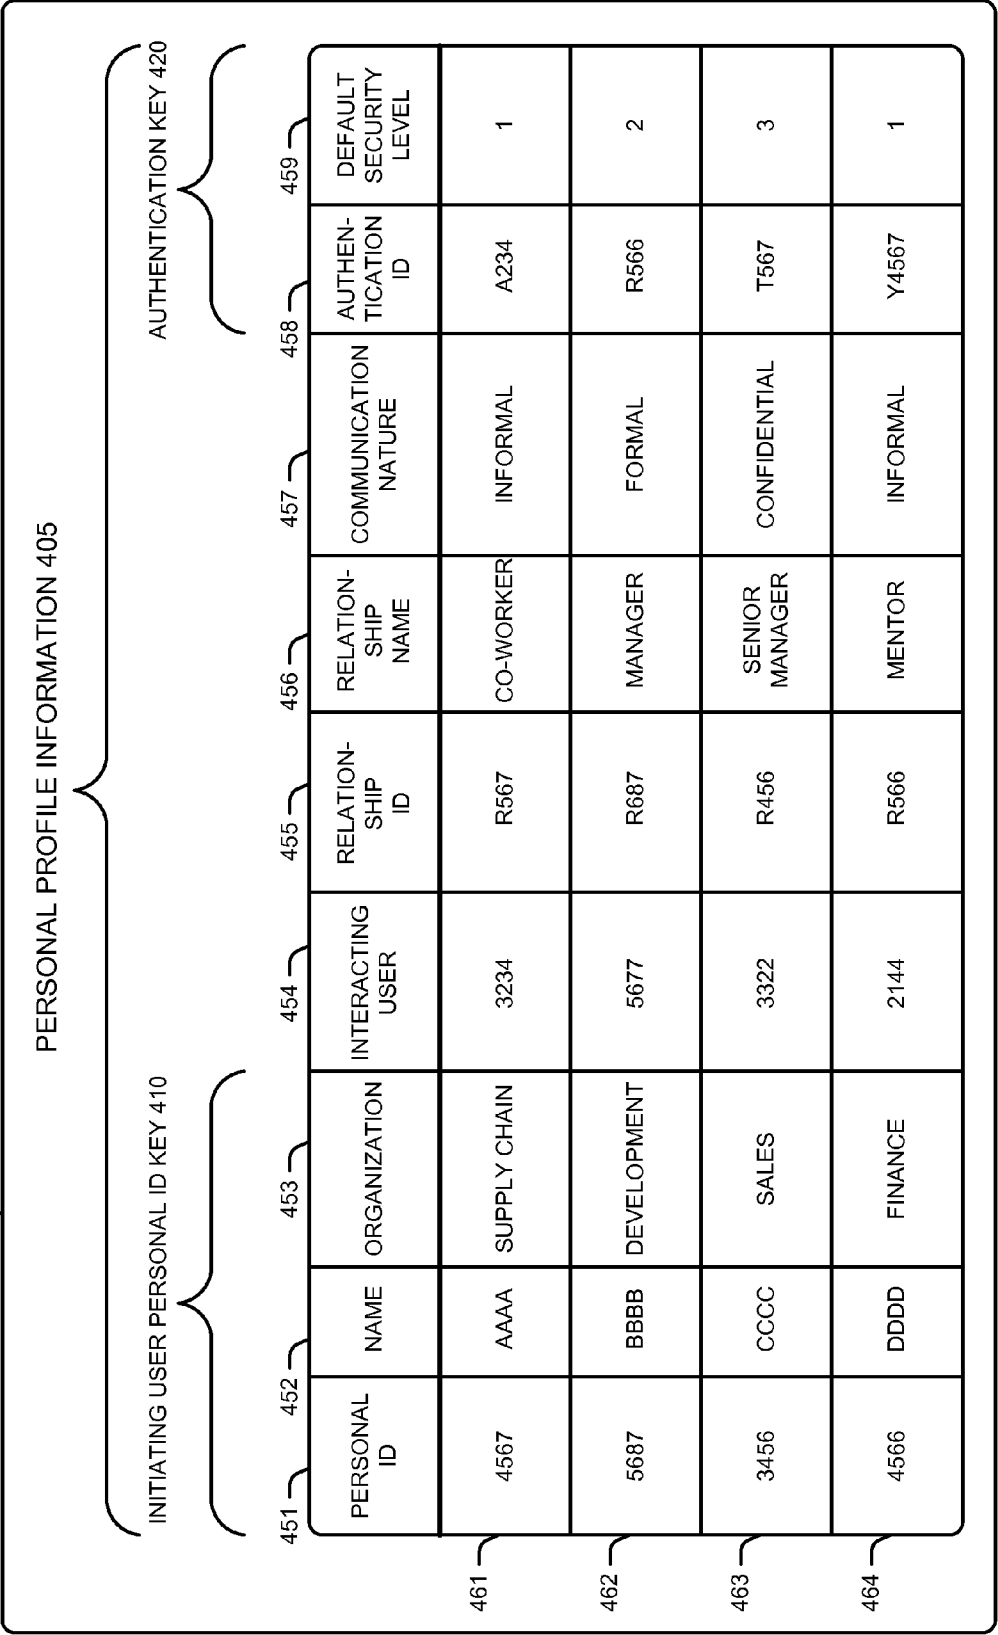 PERSONAL PROFILE INFORMATION 405
INITIATING USER PERSONAL ID KEY 410
AUTHENTICATION KEY 420
451
452
453
454
455
456
457
458
459
PERSONAL
ID
NAME
ORGANIZATION
INTERACTING
USER
RELATION-
SHIP
ID
RELATION-
SHIP
NAME
COMMUNICATION
NATURE
AUTHEN-
TICATION
ID
DEFAULT
SECURITY
LEVEL
461
4567
AAAA
SUPPLY CHAIN
3234
R567
CO-WORKER
INFORMAL
A234
1
462
5687
BBBB
DEVELOPMENT
5677
R687
MANAGER
FORMAL
R566
2
463
3456
CCCC
SALES
3322
R456
SENIOR
MANAGER
CONFIDENTIAL
T567
3
464
4566
DDDD
FINANCE
2144
R566
MENTOR
INFORMAL
Y4567
1